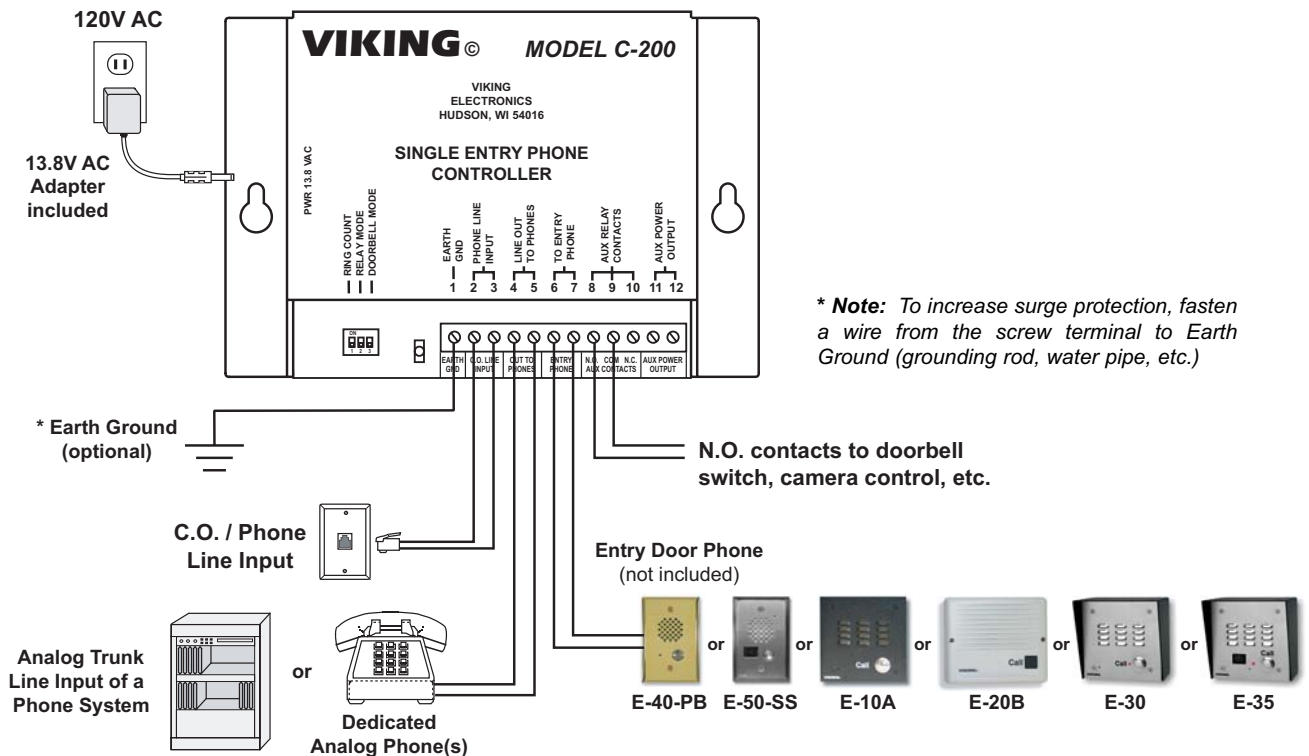 120V AC
13.8V AC
Adapter
included
VIKING©
MODEL C-200
VIKING
ELECTRONICS
HUDSON, WI 54016
SINGLE ENTRY PHONE
CONTROLLER
PWR 13.8 VAC
RING COUNT
RELAY MODE
DOORBELL MODE
EARTH
GND
PHONE LINE
INPUT
LINE OUT
TO PHONES
TO ENTRY
PHONE
AUX RELAY
CONTACTS
AUX POWER
OUTPUT
1 2 3 4 5 6 7 8 9 10 11 12
ON
1 2 3
EARTH
GND
C.O. LINE
INPUT
OUT TO
PHONES
ENTRY
PHONE
N.O. COM N.C.
AUX CONTACTS
AUX POWER
OUTPUT
* Note: To increase surge protection, fasten
a wire from the screw terminal to Earth
Ground (grounding rod, water pipe, etc.)
* Earth Ground
(optional)
N.O. contacts to doorbell
switch, camera control, etc.
C.O. / Phone
Line Input
Entry Door Phone
(not included)
Analog Trunk
Line Input of a
Phone System
or
Dedicated
Analog Phone(s)
or
or
Call
or
Call
or
Call
or
Call
E-40-PB
E-50-SS
E-10A
E-20B
E-30
E-35